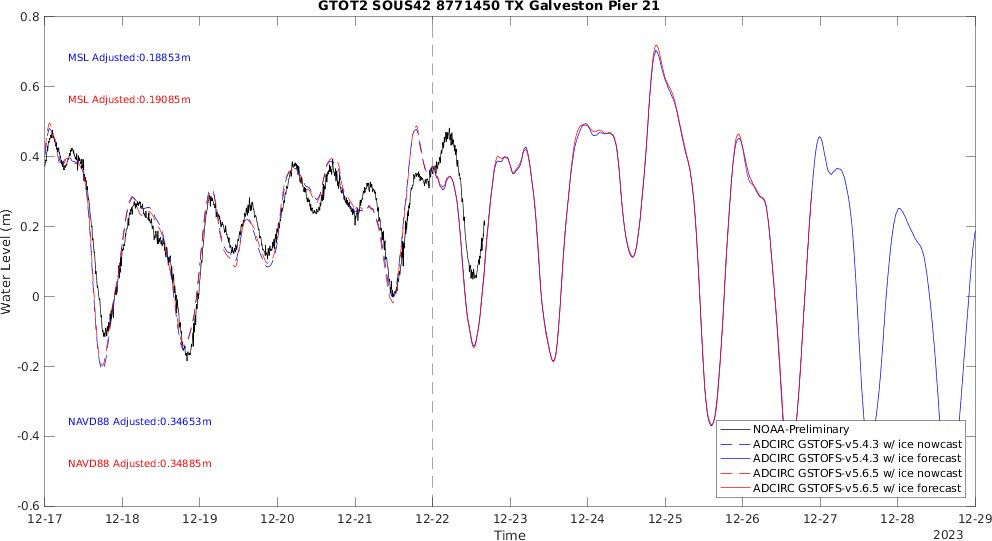 GTOT2 SOUS42 8771450 TX Galveston Pier 21
0.8
0.6
0.4
0.2
0
-0.2
-0.4
-0.6
Water Level (m)
MSL Adjusted:0.18853m
MSL Adjusted:0.19085m
NAVD88 Adjusted:0.34653m
NAVD88 Adjusted:0.34885m
NOAA-Preliminary
ADCIRC GSTOFS-v5.4.3 w/ ice nowcast
ADCIRC GSTOFS-v5.4.3 w/ ice forecast
ADCIRC GSTOFS-v5.6.5 w/ ice nowcast
ADCIRC GSTOFS-v5.6.5 w/ ice forecast
12-17 12-18 12-19 12-20 12-21 12-22 12-23 12-24 12-25 12-26 12-27 12-28 12-29
Time
2023